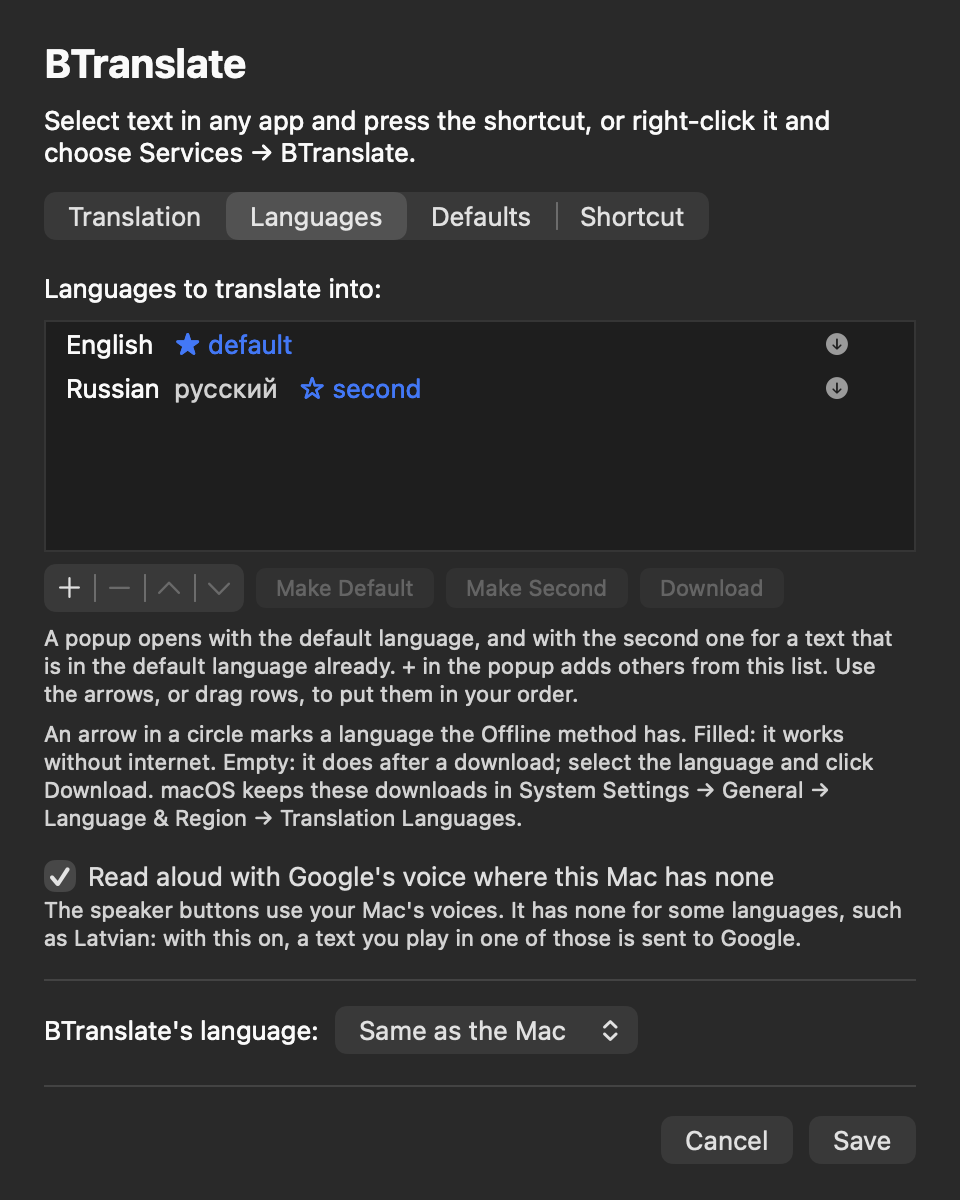 BTranslate
Select text in any app and press the shortcut, or right-click it and
choose Services → BTranslate.
Translation Languages Defaults Shortcut
Languages to translate into:
English ★ default
Russian русский ☆ second
Make Default Make Second Download
A popup opens with the default language, and with the second one for a text that
is in the default language already. + in the popup adds others from this list. Use
the arrows, or drag rows, to put them in your order.
An arrow in a circle marks a language the Offline method has. Filled: it works
without internet. Empty: it does after a download; select the language and click
Download. macOS keeps these downloads in System Settings → General →
Language & Region → Translation Languages.
Read aloud with Google's voice where this Mac has none
The speaker buttons use your Mac's voices. It has none for some languages, such
as Latvian: with this on, a text you play in one of those is sent to Google.
BTranslate's language: Same as the Mac
Cancel Save